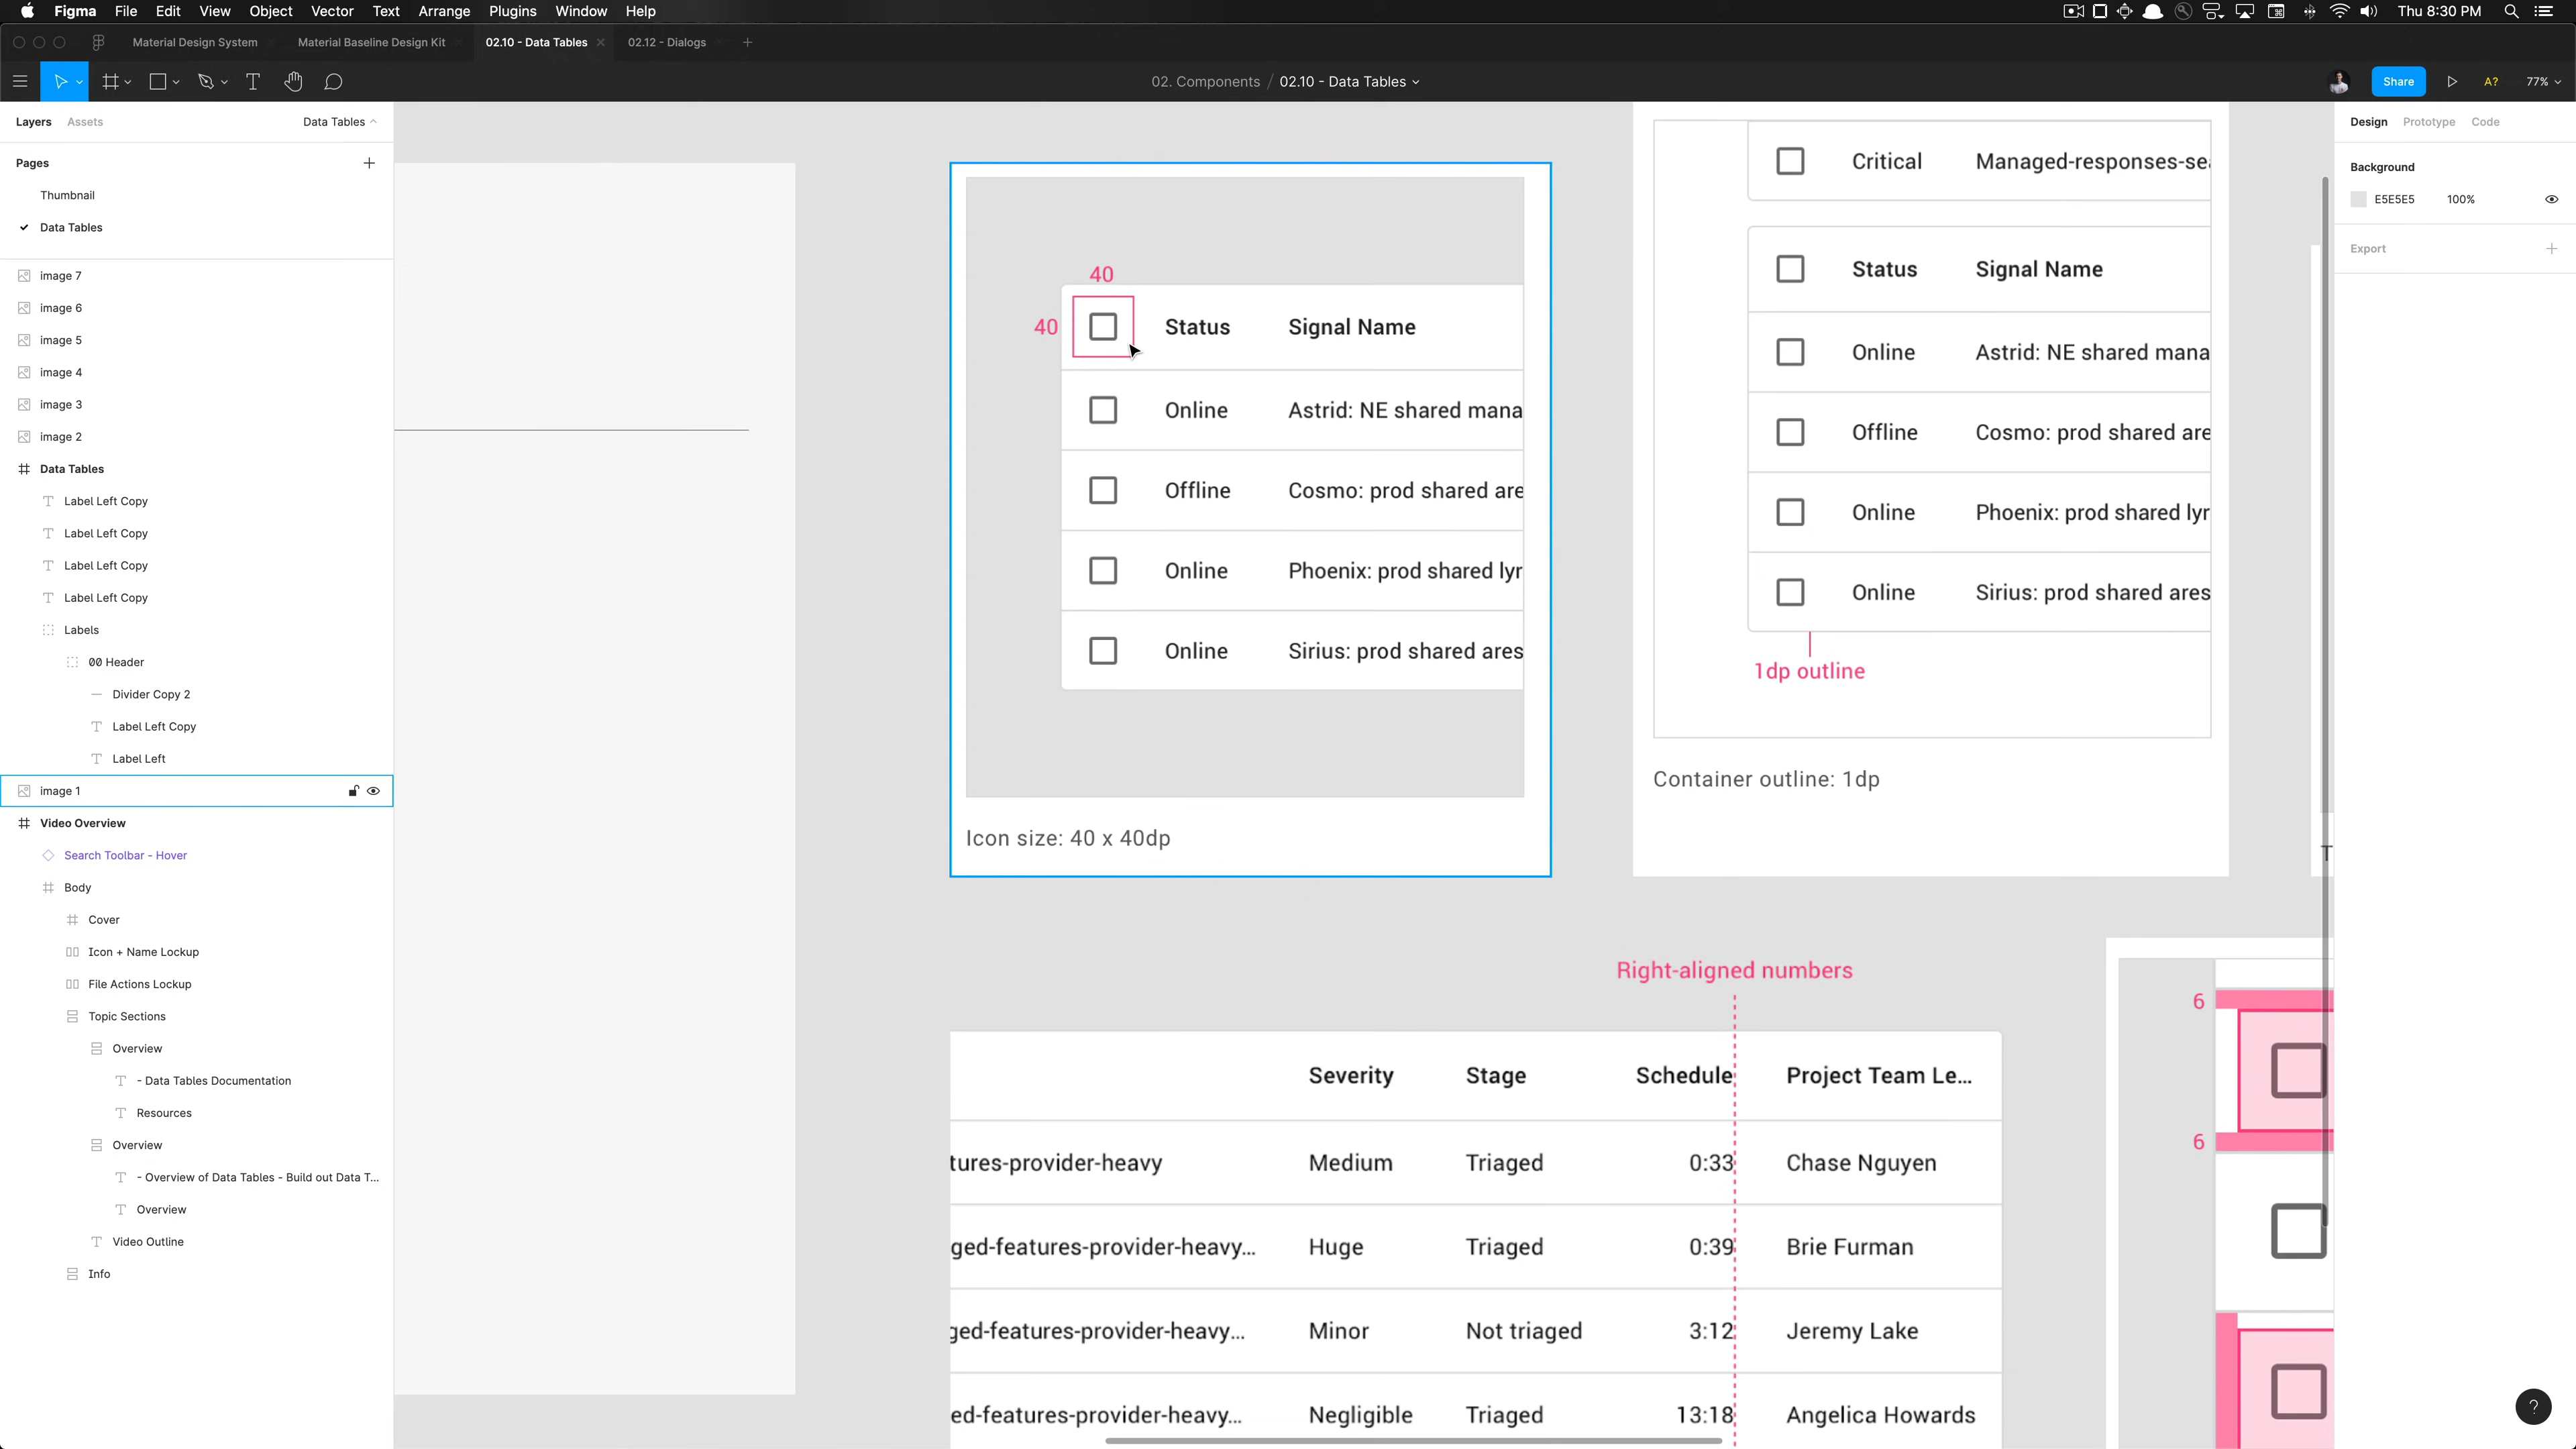 Figma File Edit View Object Vector Text Arrange Plugins Window Help Thu 8:30 PM
Material Design System Material Baseline Design Kit 02.10 - Data Tables 02.12 - Dialogs
02. Components / 02.10 - Data Tables Share A? 77%
Layers Assets Data Tables
Pages
Thumbnail
Data Tables
image 7
image 6
image 5
image 4
image 3
image 2
Data Tables
Label Left Copy
Label Left Copy
Label Left Copy
Label Left Copy
Labels
00 Header
Divider Copy 2
Label Left Copy
Label Left
image 1
Video Overview
Search Toolbar - Hover
Body
Cover
Icon + Name Lockup
File Actions Lockup
Topic Sections
Overview
- Data Tables Documentation
Resources
Overview
- Overview of Data Tables - Build out Data T...
Overview
Video Outline
Info
40
40 Status Signal Name
Online Astrid: NE shared mana
Offline Cosmo: prod shared are
Online Phoenix: prod shared lyr
Online Sirius: prod shared ares
Icon size: 40 x 40dp
Critical Managed-responses-sea
Status Signal Name
Online Astrid: NE shared mana
Offline Cosmo: prod shared are
Online Phoenix: prod shared lyr
Online Sirius: prod shared ares
1dp outline
Container outline: 1dp
T
Right-aligned numbers
Severity Stage Schedule Project Team Le...
tures-provider-heavy Medium Triaged 0:33 Chase Nguyen
ged-features-provider-heavy... Huge Triaged 0:39 Brie Furman
ged-features-provider-heavy... Minor Not triaged 3:12 Jeremy Lake
ed-features-provider-heavy... Negligible Triaged 13:18 Angelica Howards
6
6
Design Prototype Code
Background
E5E5E5 100%
Export
?